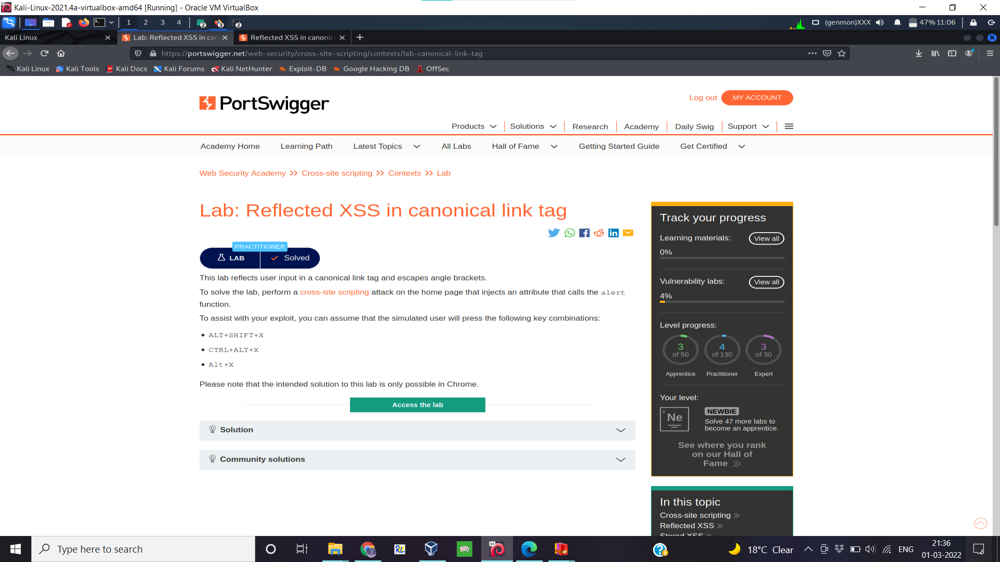 Kali-Linux-2021.4a-virtualbox-amd64 [Running] - Oracle VM VirtualBox
1 2 3 4 2 3 2 (genmon)XXX 47% 11:06
Kali Linux Lab: Reflected XSS in can Reflected XSS in canonic
https://portswigger.net/web-security/cross-site-scripting/contexts/lab-canonical-link-tag
Kali Linux Kali Tools Kali Docs Kali Forums Kali NetHunter Exploit-DB Google Hacking DB OffSec
PortSwigger
Log out MY ACCOUNT
Products Solutions Research Academy Daily Swig Support
Academy Home Learning Path Latest Topics All Labs Hall of Fame Getting Started Guide Get Certified
Web Security Academy >> Cross-site scripting >> Contexts >> Lab
Lab: Reflected XSS in canonical link tag
PRACTITIONER
LAB Solved
This lab reflects user input in a canonical link tag and escapes angle brackets.
To solve the lab, perform a cross-site scripting attack on the home page that injects an attribute that calls the alert
function.
To assist with your exploit, you can assume that the simulated user will press the following key combinations:
• ALT+SHIFT+X
• CTRL+ALT+X
• Alt+X
Please note that the intended solution to this lab is only possible in Chrome.
Access the lab
Solution
Community solutions
Track your progress
Learning materials: View all
0%
Vulnerability labs: View all
4%
Level progress:
3 4 3
of 50 of 130 of 30
Apprentice Practitioner Expert
Your level:
Ne NEWBIE
Solve 47 more labs to
become an apprentice.
See where you rank
on our Hall of
Fame >>
In this topic
Cross-site scripting >>
Reflected XSS >>
Stored XSS >>
Type here to search
RL
64
18°C Clear
ENG
21:36
01-03-2022